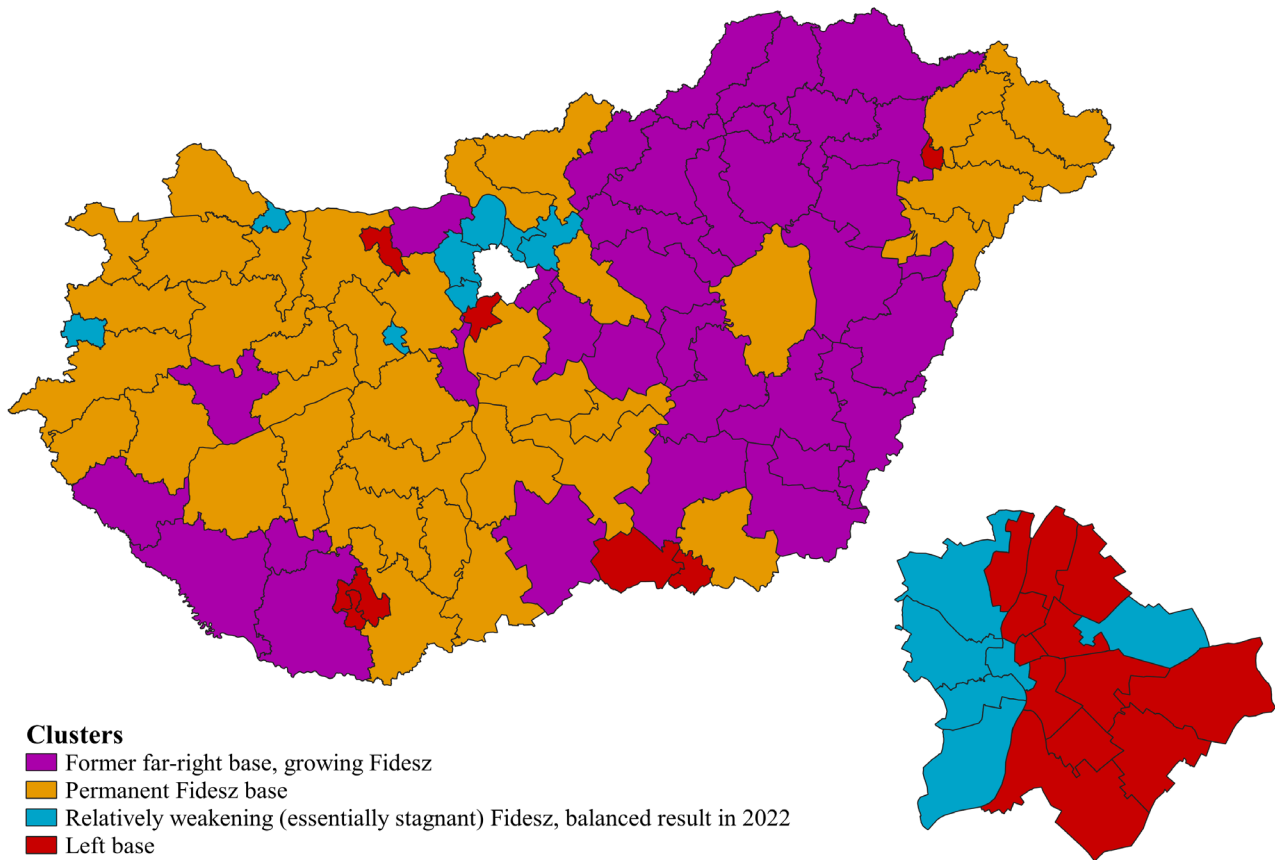 Clusters
Former far-right base, growing Fidesz
Permanent Fidesz base
Relatively weakening (essentially stagnant) Fidesz, balanced result in 2022
Left base